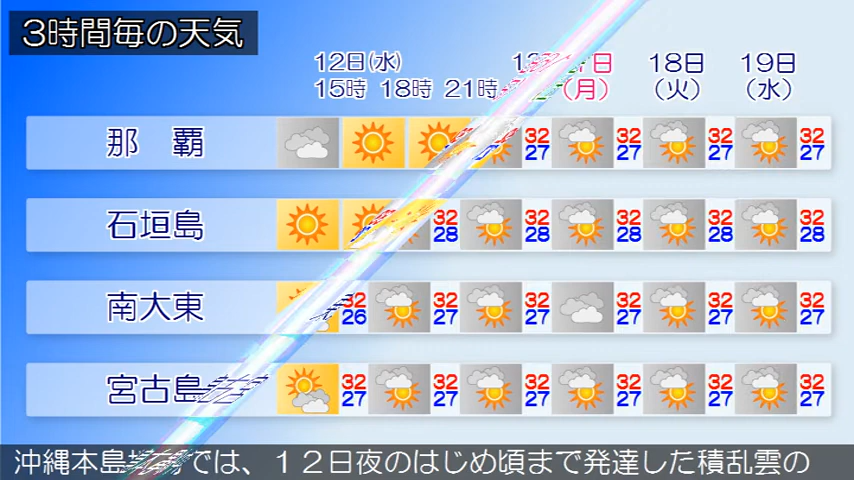 3時間毎の天気
12日(水) 日 18日 19日
15時 18時 21時 (月) (火) (水)
那覇 32 27 32 27 32 27 32 27
石垣島 32 28 32 28 32 28 32 28 32 28
南大東 32 26 32 27 32 27 32 27 32 27 32 27
宮古島 32 27 32 27 32 27 32 27 32 27 32 27
沖縄本島 では、12日夜のはじめ頃まで発達した積乱雲の